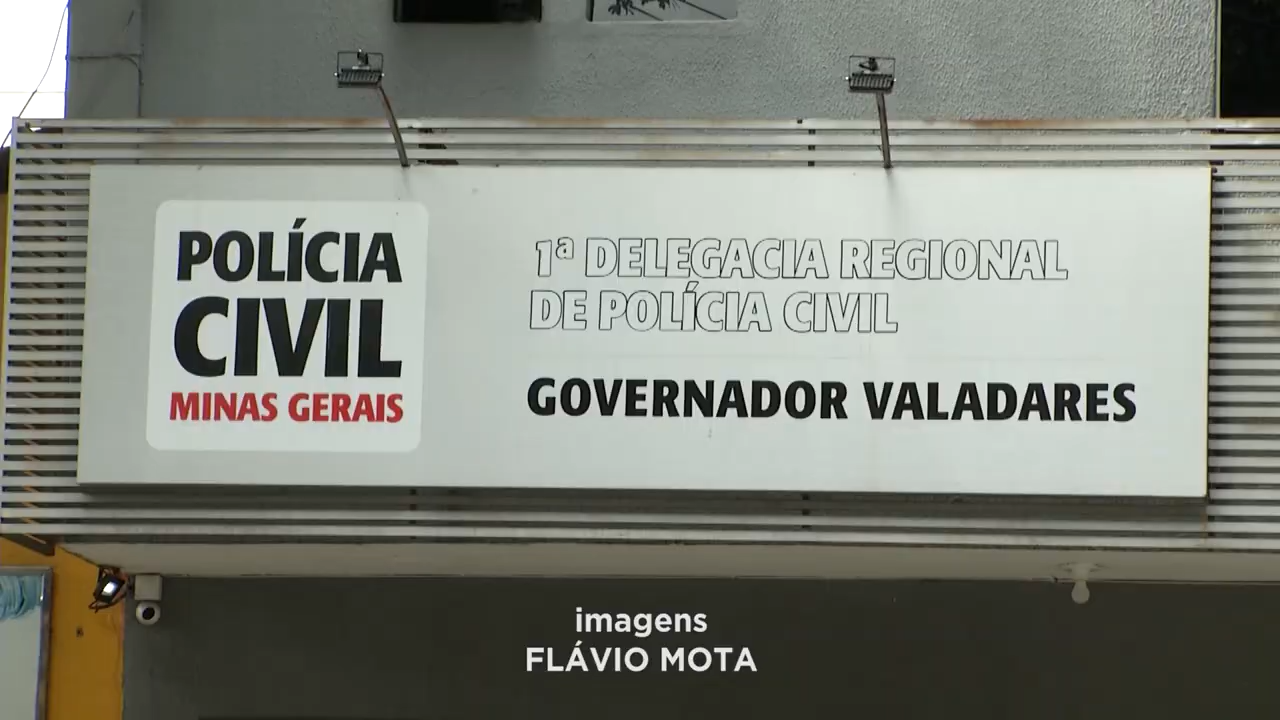 POLÍCIA
CIVIL
MINAS GERAIS
1ª DELEGACIA REGIONAL
DE POLÍCIA CIVIL
GOVERNADOR VALADARES
imagens
FLÁVIO MOTA